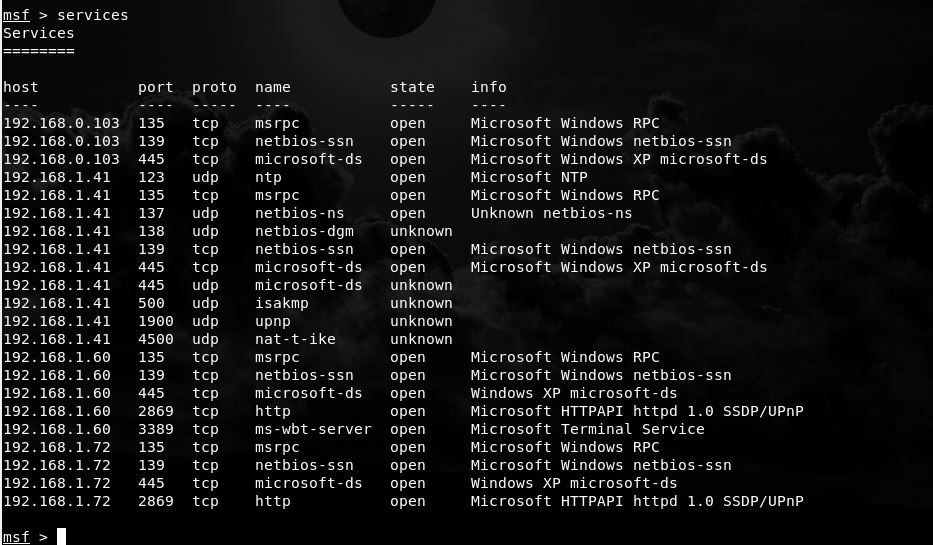 msf > services
Services
========
host             port  proto  name           state    info
----             ----  -----  ----           -----    ----
192.168.0.103  135   tcp    msrpc          open     Microsoft Windows RPC
192.168.0.103  139   tcp    netbios-ssn    open     Microsoft Windows netbios-ssn
192.168.0.103  445   tcp    microsoft-ds   open     Microsoft Windows XP microsoft-ds
192.168.1.41   123   udp    ntp            open     Microsoft NTP
192.168.1.41   135   tcp    msrpc          open     Microsoft Windows RPC
192.168.1.41   137   udp    netbios-ns     open     Unknown netbios-ns
192.168.1.41   138   udp    netbios-dgm    unknown
192.168.1.41   139   tcp    netbios-ssn    open     Microsoft Windows netbios-ssn
192.168.1.41   445   tcp    microsoft-ds   open     Microsoft Windows XP microsoft-ds
192.168.1.41   445   udp    microsoft-ds   unknown
192.168.1.41   500   udp    isakmp         unknown
192.168.1.41   1900  udp    upnp           unknown
192.168.1.41   4500  udp    nat-t-ike      unknown
192.168.1.60   135   tcp    msrpc          open     Microsoft Windows RPC
192.168.1.60   139   tcp    netbios-ssn    open     Microsoft Windows netbios-ssn
192.168.1.60   445   tcp    microsoft-ds   open     Windows XP microsoft-ds
192.168.1.60   2869  tcp    http           open     Microsoft HTTPAPI httpd 1.0 SSDP/UPnP
192.168.1.60   3389  tcp    ms-wbt-server  open     Microsoft Terminal Service
192.168.1.72   135   tcp    msrpc          open     Microsoft Windows RPC
192.168.1.72   139   tcp    netbios-ssn    open     Microsoft Windows netbios-ssn
192.168.1.72   445   tcp    microsoft-ds   open     Windows XP microsoft-ds
192.168.1.72   2869  tcp    http           open     Microsoft HTTPAPI httpd 1.0 SSDP/UPnP
msf >